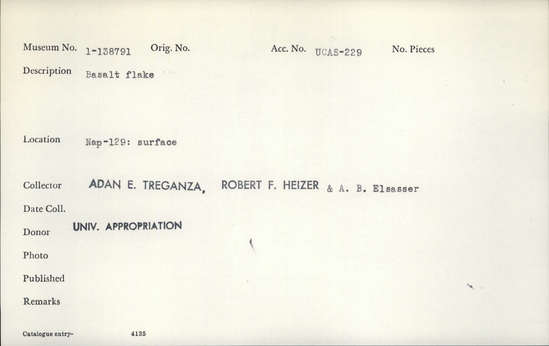 Museum No. 1-138791 Orig. No. Acc. No. UCAS-229 No. Pieces
Description Basalt flake
Location Nap-129: surface
Collector ADAN E. TREGANZA, ROBERT F. HEIZER & A. B. Elsasser
Date Coll.
Donor UNIV. APPROPRIATION
Photo
Published
Remarks
Catalogue entry- 4135